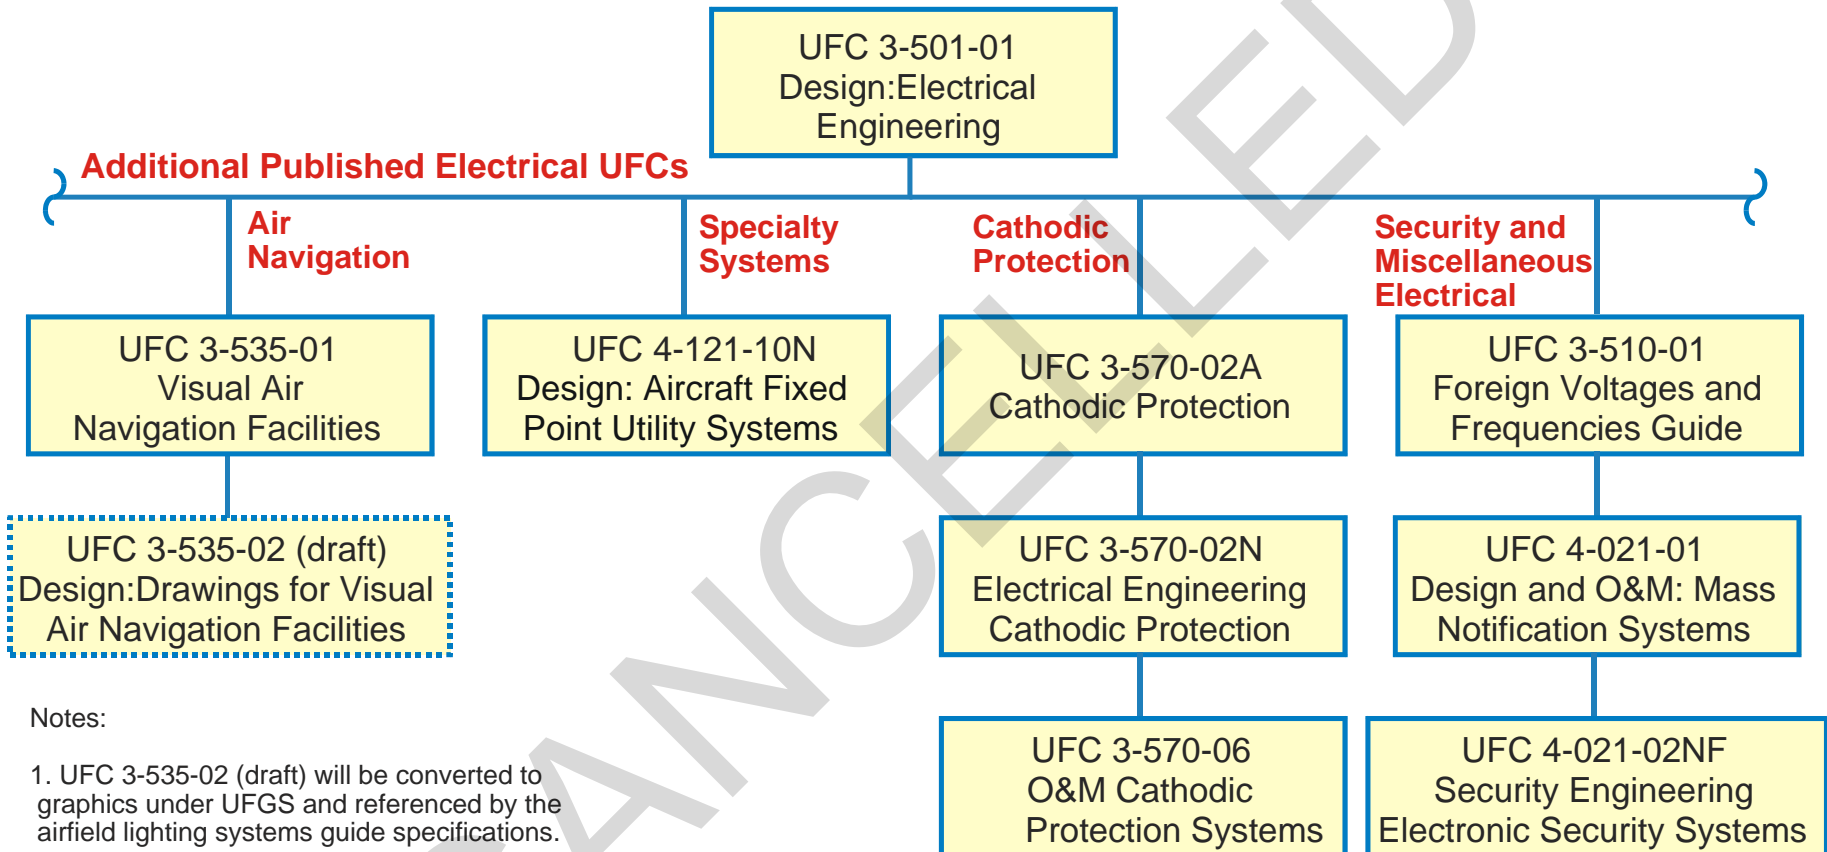 UFC 3-501-01
Design:Electrical
Engineering
Additional Published Electrical UFCs
Air
Navigation
Specialty
Systems
Cathodic
Protection
Security and
Miscellaneous
Electrical
UFC 3-535-01
Visual Air
Navigation Facilities
UFC 4-121-10N
Design: Aircraft Fixed
Point Utility Systems
UFC 3-570-02A
Cathodic Protection
UFC 3-510-01
Foreign Voltages and
Frequencies Guide
UFC 3-535-02 (draft)
Design:Drawings for Visual
Air Navigation Facilities
UFC 3-570-02N
Electrical Engineering
Cathodic Protection
UFC 4-021-01
Design and O&M: Mass
Notification Systems
UFC 3-570-06
O&M Cathodic
Protection Systems
UFC 4-021-02NF
Security Engineering
Electronic Security Systems
Notes:
1. UFC 3-535-02 (draft) will be converted to
graphics under UFGS and referenced by the
airfield lighting systems guide specifications.
CANCELLED